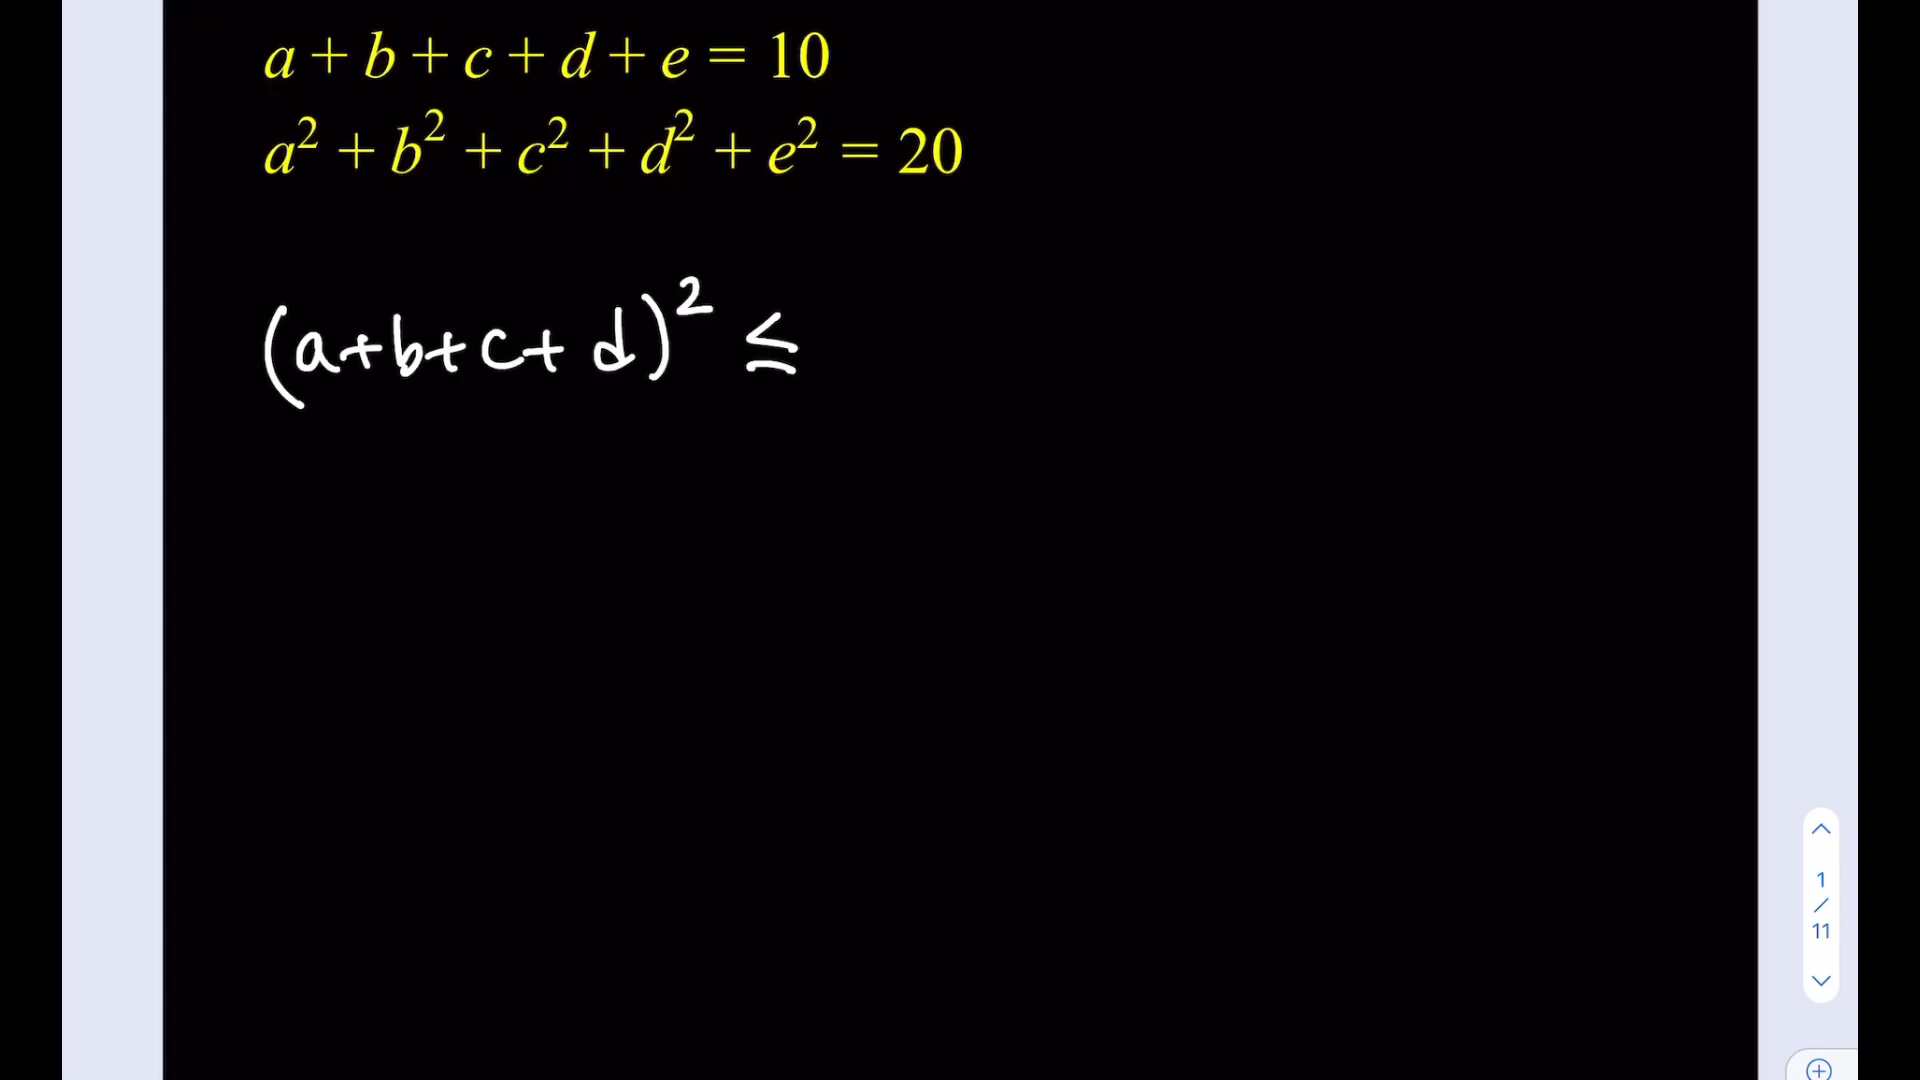 a + b + c + d + e = 10
a² + b² + c² + d² + e² = 20
(a+b+c+d)² ≤
1
/
11